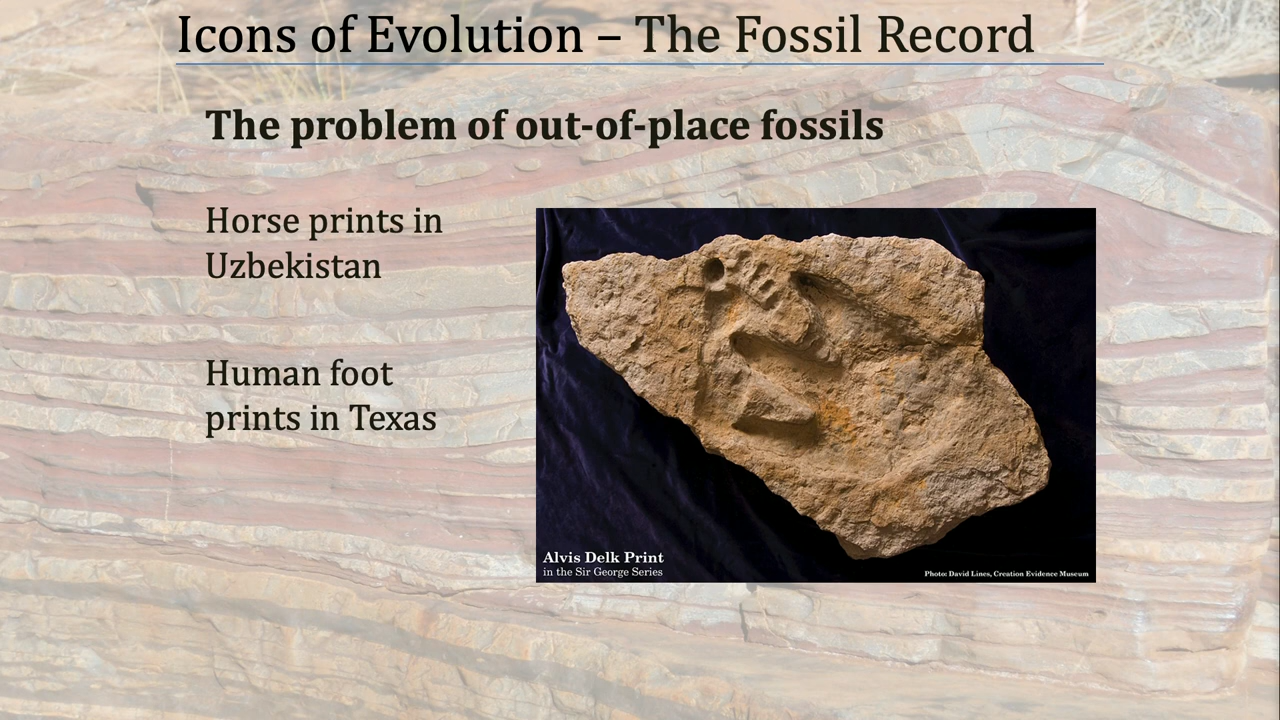 Icons of Evolution – The Fossil Record
The problem of out-of-place fossils
Horse prints in
Uzbekistan
Human foot
prints in Texas
Alvis Delk Print
in the Sir George Series
Photo: David Lines, Creation Evidence Museum